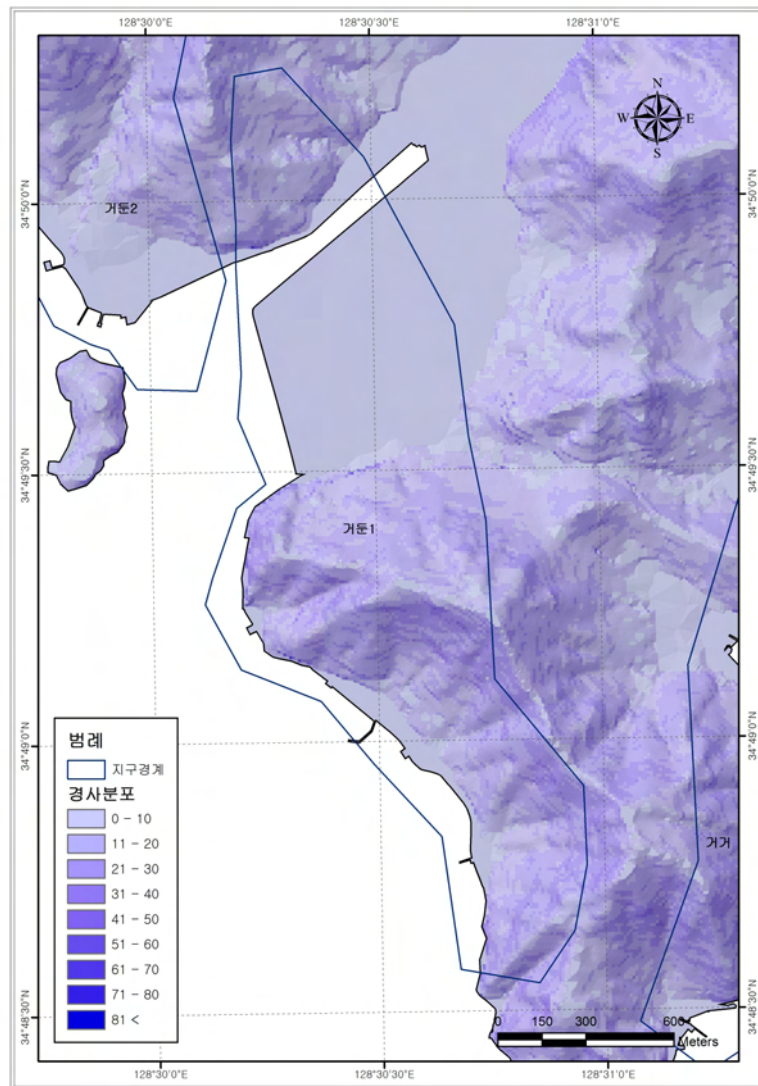 128°30'0"E 128°30'30"E 128°31'0"E
N
W E
S
34°50'0"N 34°50'0"N
거둔2
34°49'30"N 34°49'30"N
거둔1
34°49'0"N 34°49'0"N
범례
지구경계
경사분포
0 - 10
11 - 20
21 - 30
31 - 40
41 - 50
51 - 60
61 - 70
71 - 80
81 <
거거
34°48'30"N 34°48'30"N
0 150 300 600
Meters
128°30'0"E 128°30'30"E 128°31'0"E